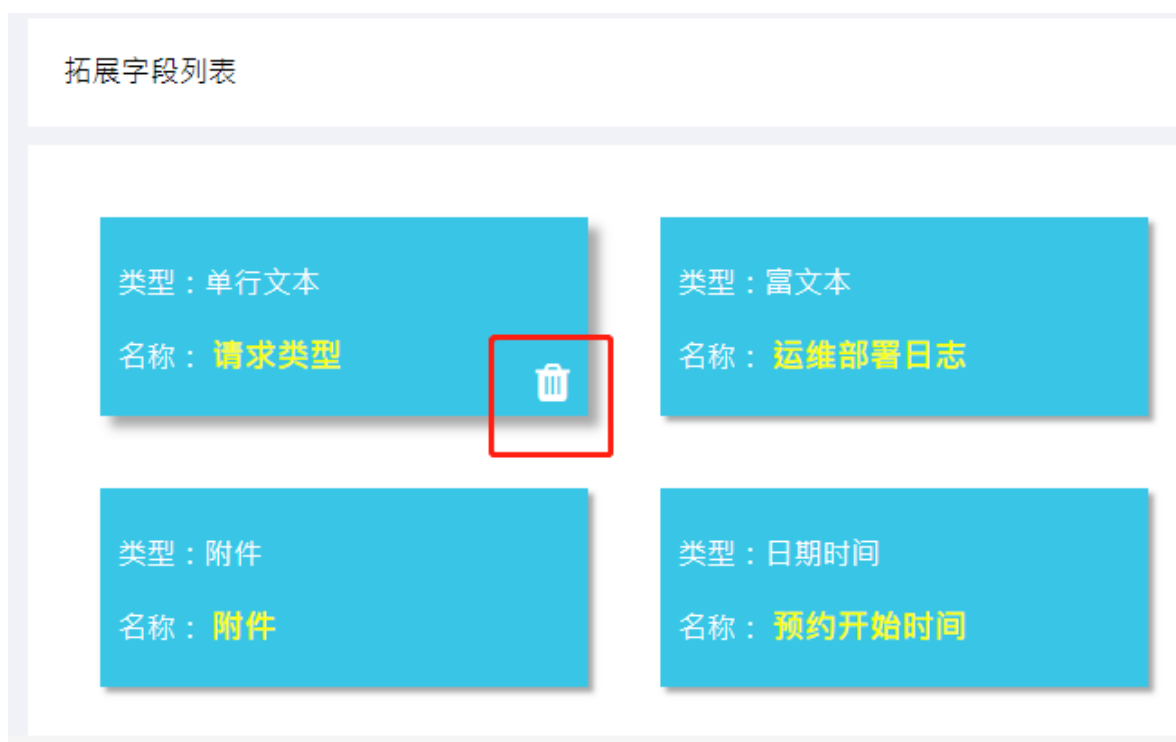 拓展字段列表
类型：单行文本
名称： 请求类型
类型：富文本
名称： 运维部署日志
类型：附件
名称： 附件
类型：日期时间
名称： 预约开始时间